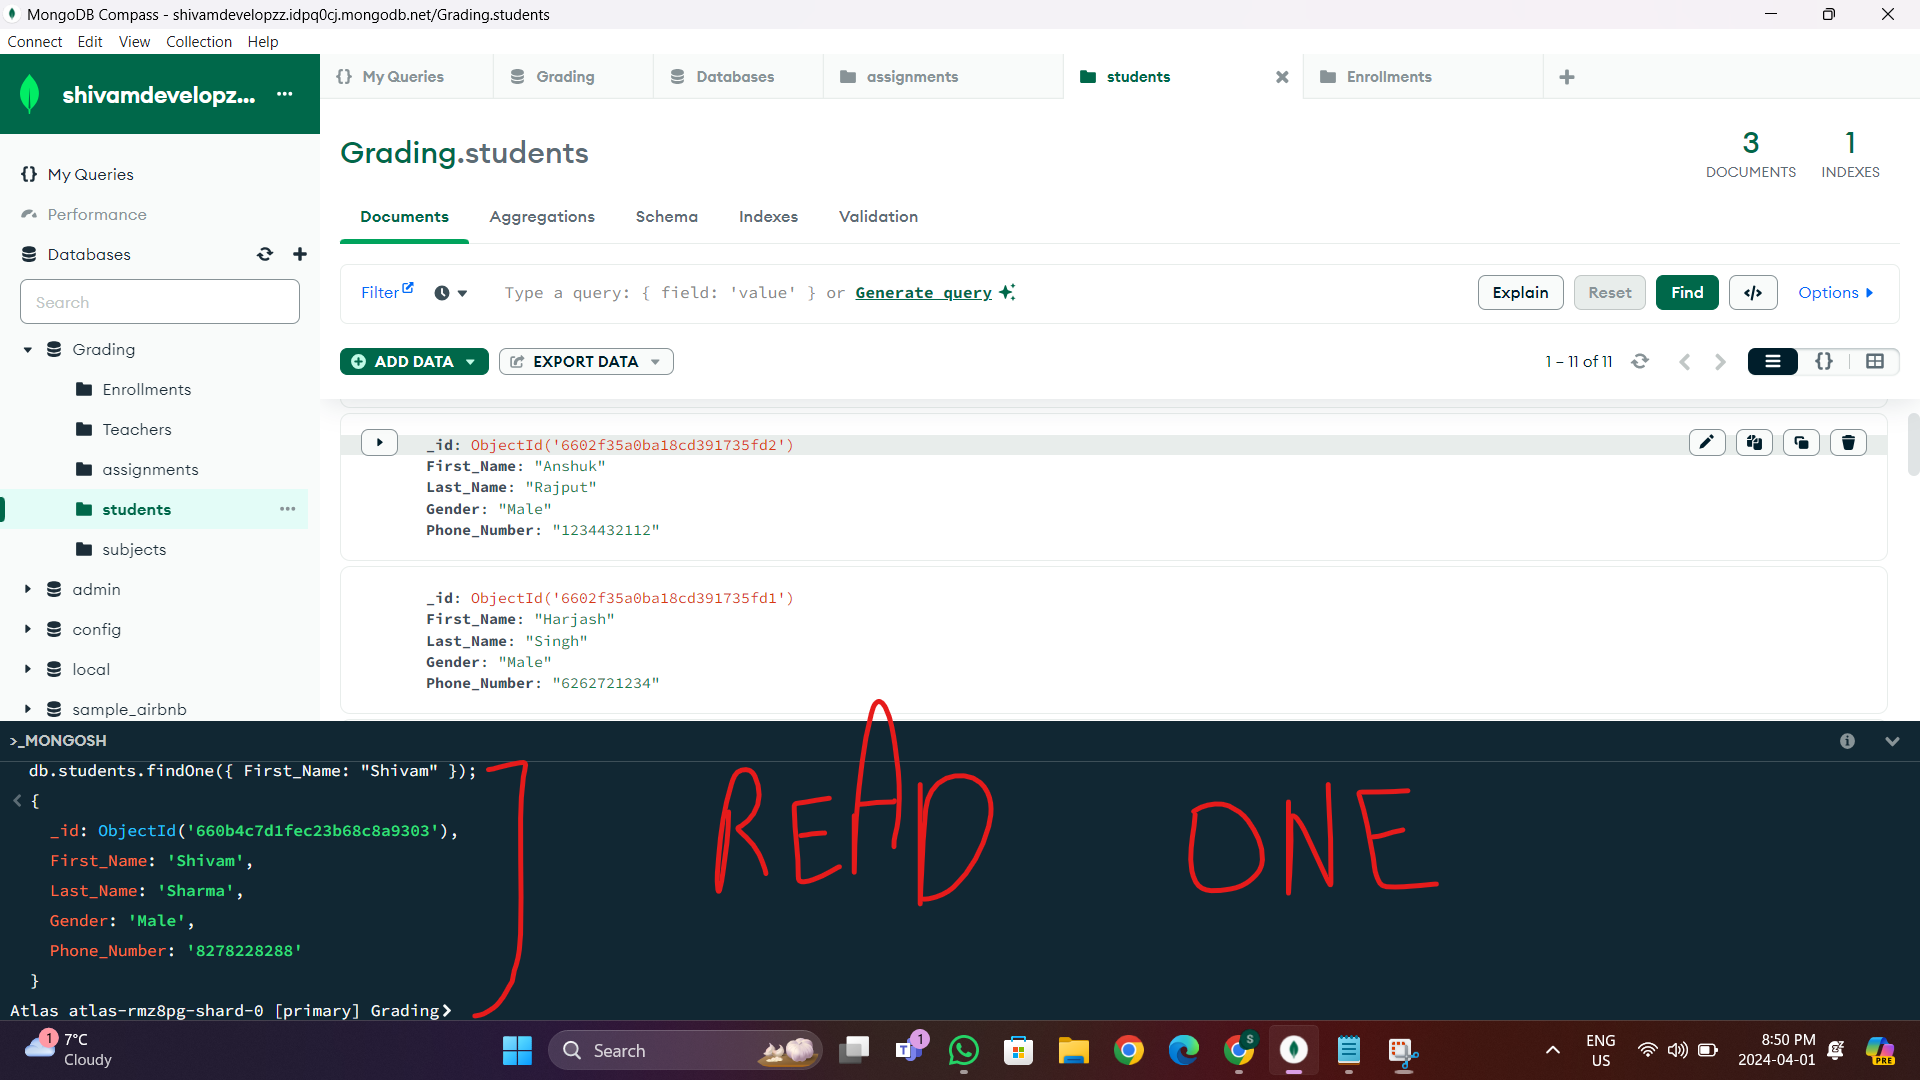 MongoDB Compass - shivamdevelopzz.idpq0cj.mongodb.net/Grading.students
Connect Edit View Collection Help
shivamdevelopz... ···
My Queries
Performance
Databases
Search
Grading
Enrollments
Teachers
assignments
students ···
subjects
admin
config
local
sample_airbnb
{} My Queries Grading Databases assignments students Enrollments +
Grading.students
3 1
DOCUMENTS INDEXES
Documents Aggregations Schema Indexes Validation
Filter Type a query: { field: 'value' } or Generate query Explain Reset Find </> Options
ADD DATA EXPORT DATA 1 – 11 of 11 {}
_id: ObjectId('6602f35a0ba18cd391735fd2')
First_Name: "Anshuk"
Last_Name: "Rajput"
Gender: "Male"
Phone_Number: "1234432112"
_id: ObjectId('6602f35a0ba18cd391735fd1')
First_Name: "Harjash"
Last_Name: "Singh"
Gender: "Male"
Phone_Number: "6262721234"
>_MONGOSH
db.students.findOne({ First_Name: "Shivam" });
< {
_id: ObjectId('660b4c7d1fec23b68c8a9303'),
First_Name: 'Shivam',
Last_Name: 'Sharma',
Gender: 'Male',
Phone_Number: '8278228288'
}
Atlas atlas-rmz8pg-shard-0 [primary] Grading>
READ ONE
1 7°C
Cloudy
Search
1
S
ENG
US
8:50 PM
2024-04-01
PRE